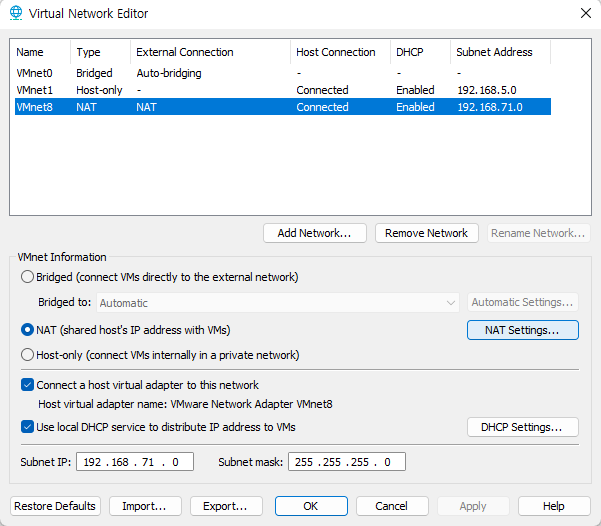 Virtual Network Editor
Name Type External Connection Host Connection DHCP Subnet Address
VMnet0 Bridged Auto-bridging - - -
VMnet1 Host-only - Connected Enabled 192.168.5.0
VMnet8 NAT NAT Connected Enabled 192.168.71.0
Add Network... Remove Network Rename Network...
VMnet Information
Bridged (connect VMs directly to the external network)
Bridged to: Automatic Automatic Settings...
NAT (shared host's IP address with VMs) NAT Settings...
Host-only (connect VMs internally in a private network)
Connect a host virtual adapter to this network
Host virtual adapter name: VMware Network Adapter VMnet8
Use local DHCP service to distribute IP address to VMs DHCP Settings...
Subnet IP: 192 . 168 . 71 . 0 Subnet mask: 255 . 255 . 255 . 0
Restore Defaults Import... Export... OK Cancel Apply Help